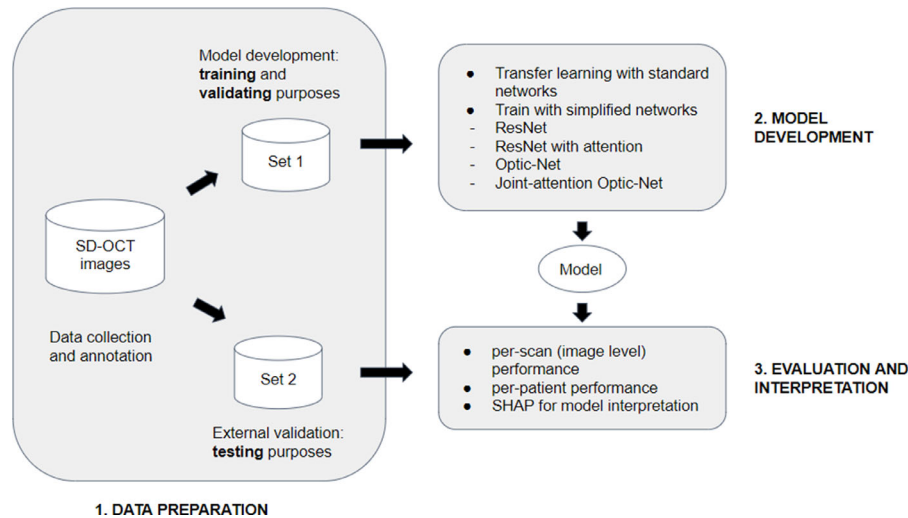 Model development:
training and
validating purposes
Set 1
SD-OCT
images
Data collection
and annotation
Set 2
External validation:
testing purposes
1. DATA PREPARATION
● Transfer learning with standard
networks
● Train with simplified networks
- ResNet
- ResNet with attention
- Optic-Net
- Joint-attention Optic-Net
2. MODEL
DEVELOPMENT
Model
● per-scan (image level)
performance
● per-patient performance
● SHAP for model interpretation
3. EVALUATION AND
INTERPRETATION